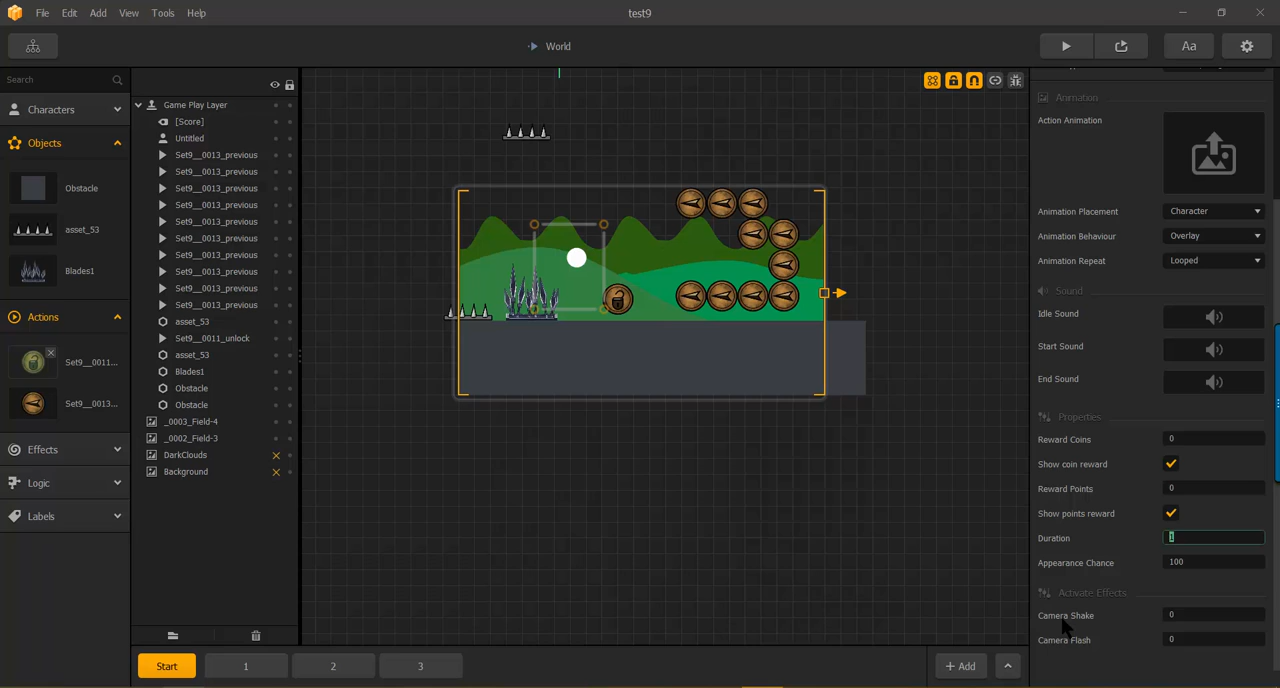 File Edit View Tools Help
test9
World
Aa
Search
Characters
Objects
Obstacle
asset_53
Blades1
Actions
Set9__0011...
Set9__0013...
Effects
Logic
Labels
Game Play Layer
[Score]
Untitled
Set9__0013_previous
Set9__0013_previous
Set9__0013_previous
Set9__0013_previous
Set9__0013_previous
Set9__0013_previous
Set9__0013_previous
Set9__0013_previous
Set9__0013_previous
Set9__0013_previous
asset_53
Set9__0011_unlock
asset_53
Blades1
Obstacle
Obstacle
_0003_Field-4
_0002_Field-3
DarkClouds
Background
Start 1 2 3 + Add
Animation
Action Animation
Animation Placement Character
Animation Behaviour Overlay
Animation Repeat Looped
Sound
Idle Sound
Start Sound
End Sound
Properties
Reward Coins 0
Show coin reward
Reward Points 0
Show points reward
Duration 1
Appearance Chance 100
Activate Effects
Camera Shake 0
Camera Flash 0